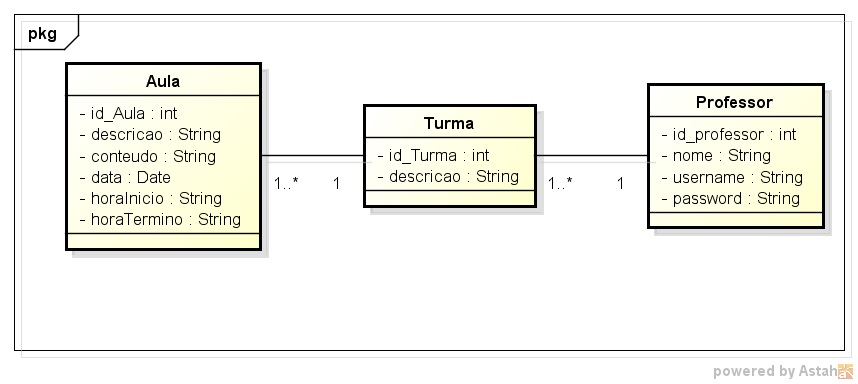 pkg
Aula
- id_Aula : int
- descricao : String
- conteudo : String
- data : Date
- horaInicio : String
- horaTermino : String
1..*
1
Turma
- id_Turma : int
- descricao : String
1..*
1
Professor
- id_professor : int
- nome : String
- username : String
- password : String
powered by Astah